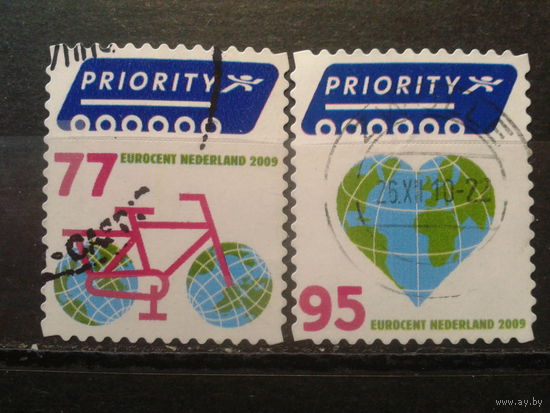 PRIORITY
77 EUROCENT NEDERLAND 2009
PRIORITY
95 EUROCENT NEDERLAND 2009
www.ay.by